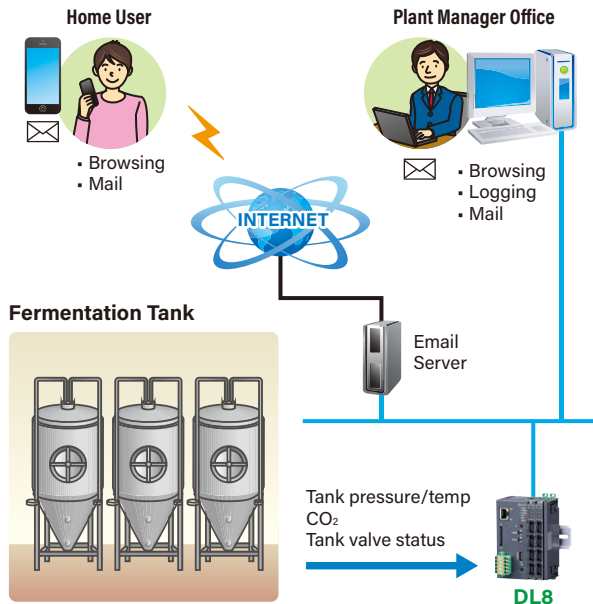 Home User
Plant Manager Office
▪ Browsing
▪ Mail
▪ Browsing
▪ Logging
▪ Mail
INTERNET
Fermentation Tank
Email
Server
Tank pressure/temp
CO₂
Tank valve status
DL8